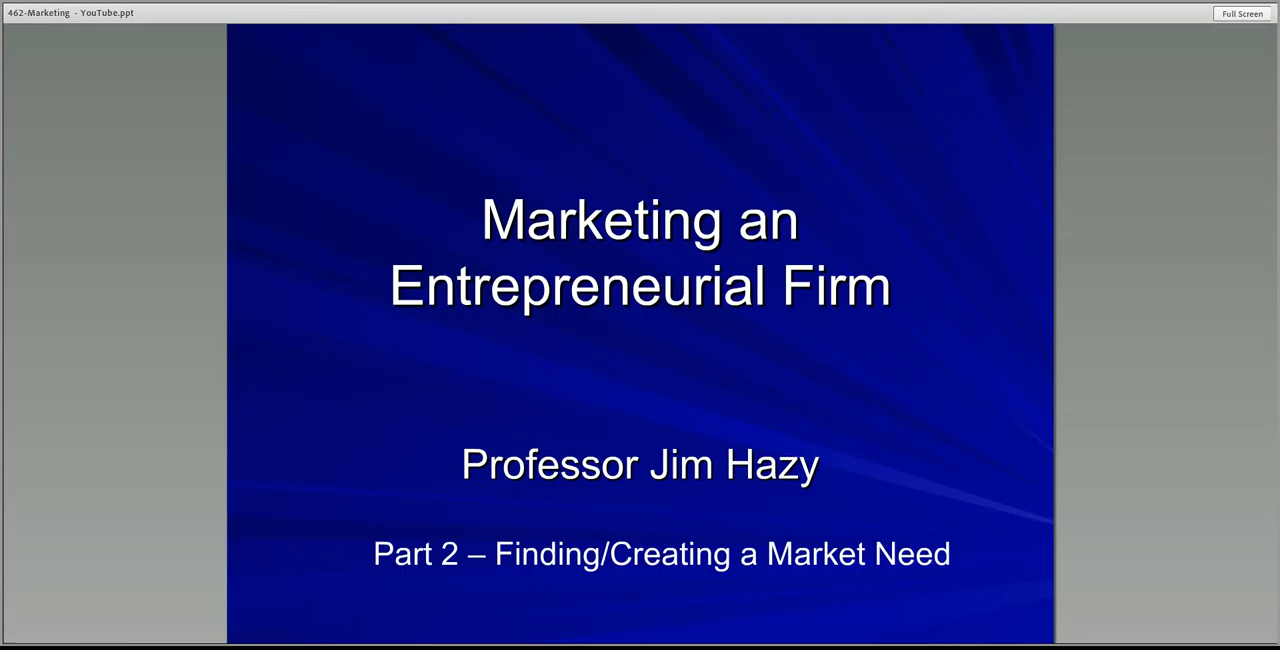 462-Marketing - YouTube.ppt
Full Screen
Marketing an
Entrepreneurial Firm
Professor Jim Hazy
Part 2 – Finding/Creating a Market Need